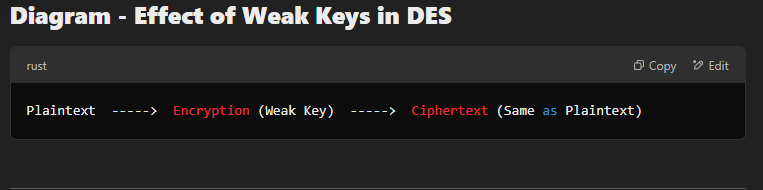 Diagram - Effect of Weak Keys in DES
rust Copy Edit
Plaintext -----> Encryption (Weak Key) -----> Ciphertext (Same as Plaintext)